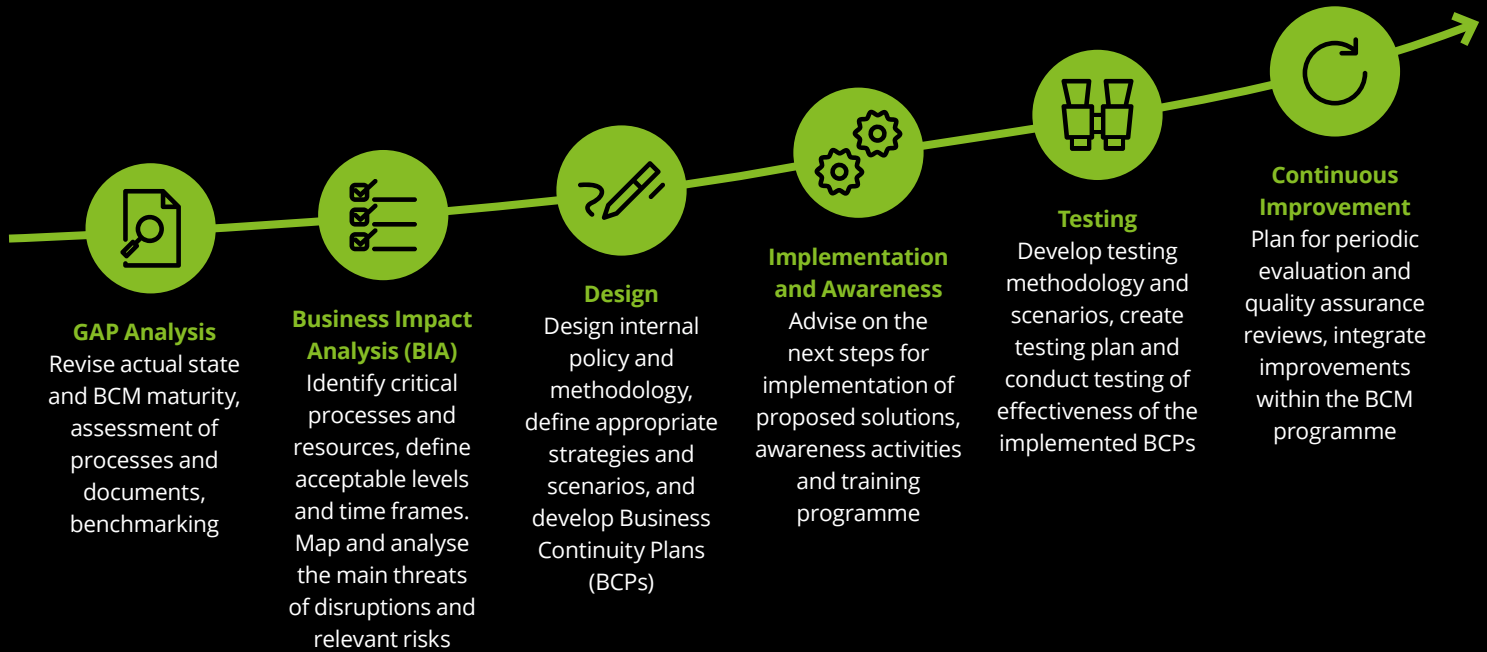 GAP Analysis
Revise actual state
and BCM maturity,
assessment of
processes and
documents,
benchmarking
Business Impact
Analysis (BIA)
Identify critical
processes and
resources, define
acceptable levels
and time frames.
Map and analyse
the main threats
of disruptions and
relevant risks
Design
Design internal
policy and
methodology,
define appropriate
strategies and
scenarios, and
develop Business
Continuity Plans
(BCPs)
Implementation
and Awareness
Advise on the
next steps for
implementation of
proposed solutions,
awareness activities
and training
programme
Testing
Develop testing
methodology and
scenarios, create
testing plan and
conduct testing of
effectiveness of the
implemented BCPs
Continuous
Improvement
Plan for periodic
evaluation and
quality assurance
reviews, integrate
improvements
within the BCM
programme